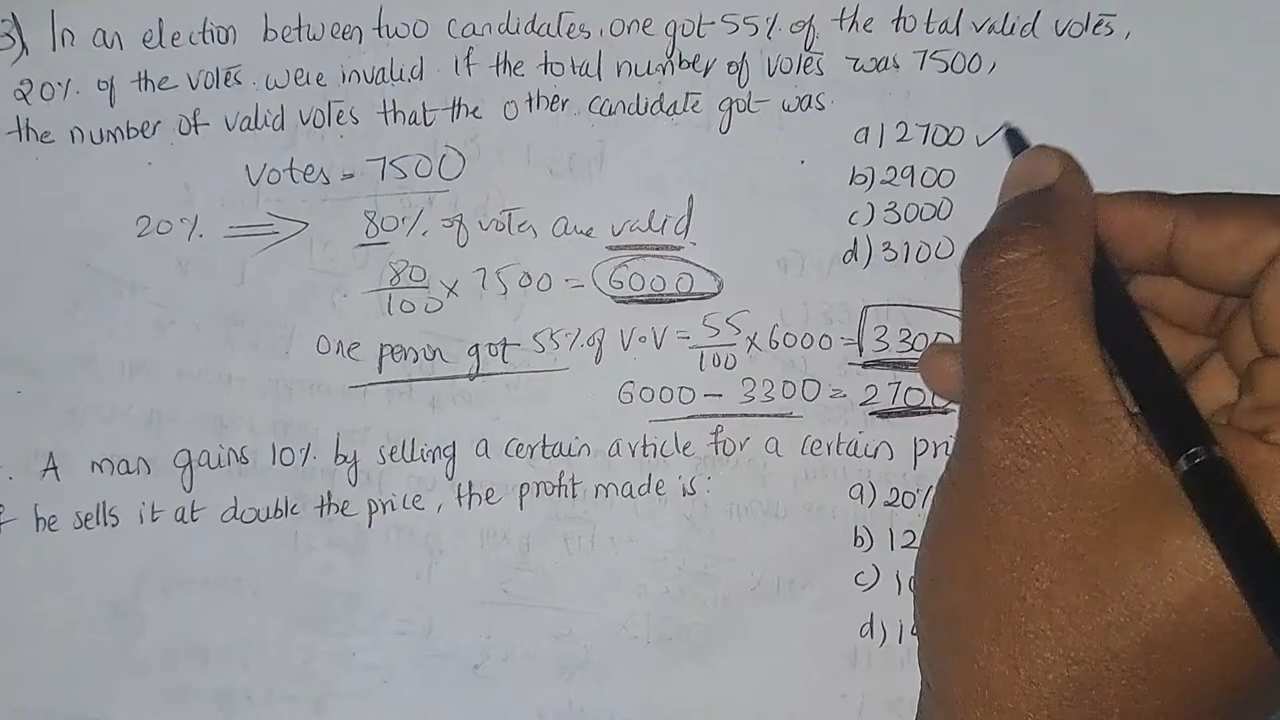 3) In an election between two candidates, one got 55% of the total valid votes,
20% of the votes were invalid. if the total number of votes was 7500,
the number of valid votes that the other candidate got was.
a) 2700 ✓
b) 2900
c) 3000
d) 3100
votes = 7500
20% ⟹ 80% of votes are valid
80/100 × 7500 = 6000
One person got 55% of V.V = 55/100 × 6000 = 3300
6000 - 3300 = 2700
A man gains 10% by selling a certain article for a certain
he sells it at double the price, the profit made is:
a) 20%
b) 12
c)
d)